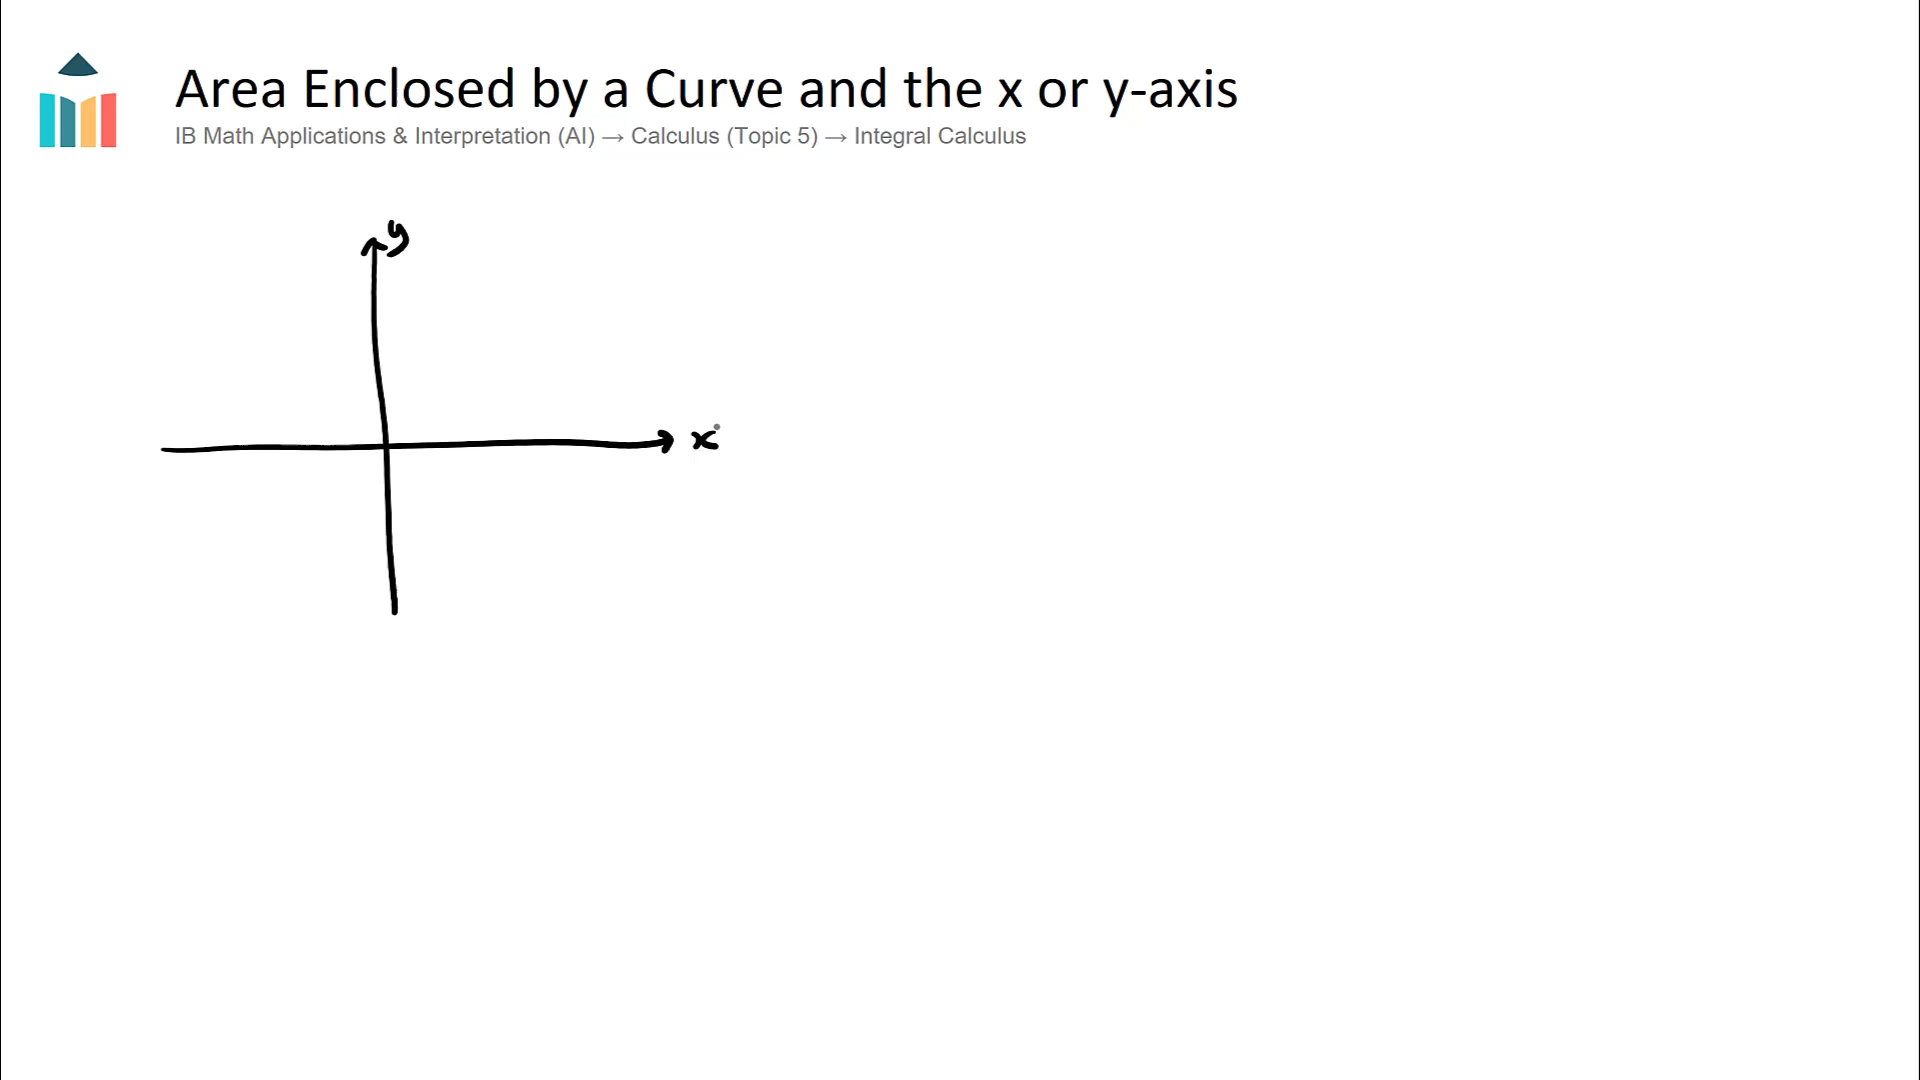 Area Enclosed by a Curve and the x or y-axis
IB Math Applications & Interpretation (AI) → Calculus (Topic 5) → Integral Calculus
y
x